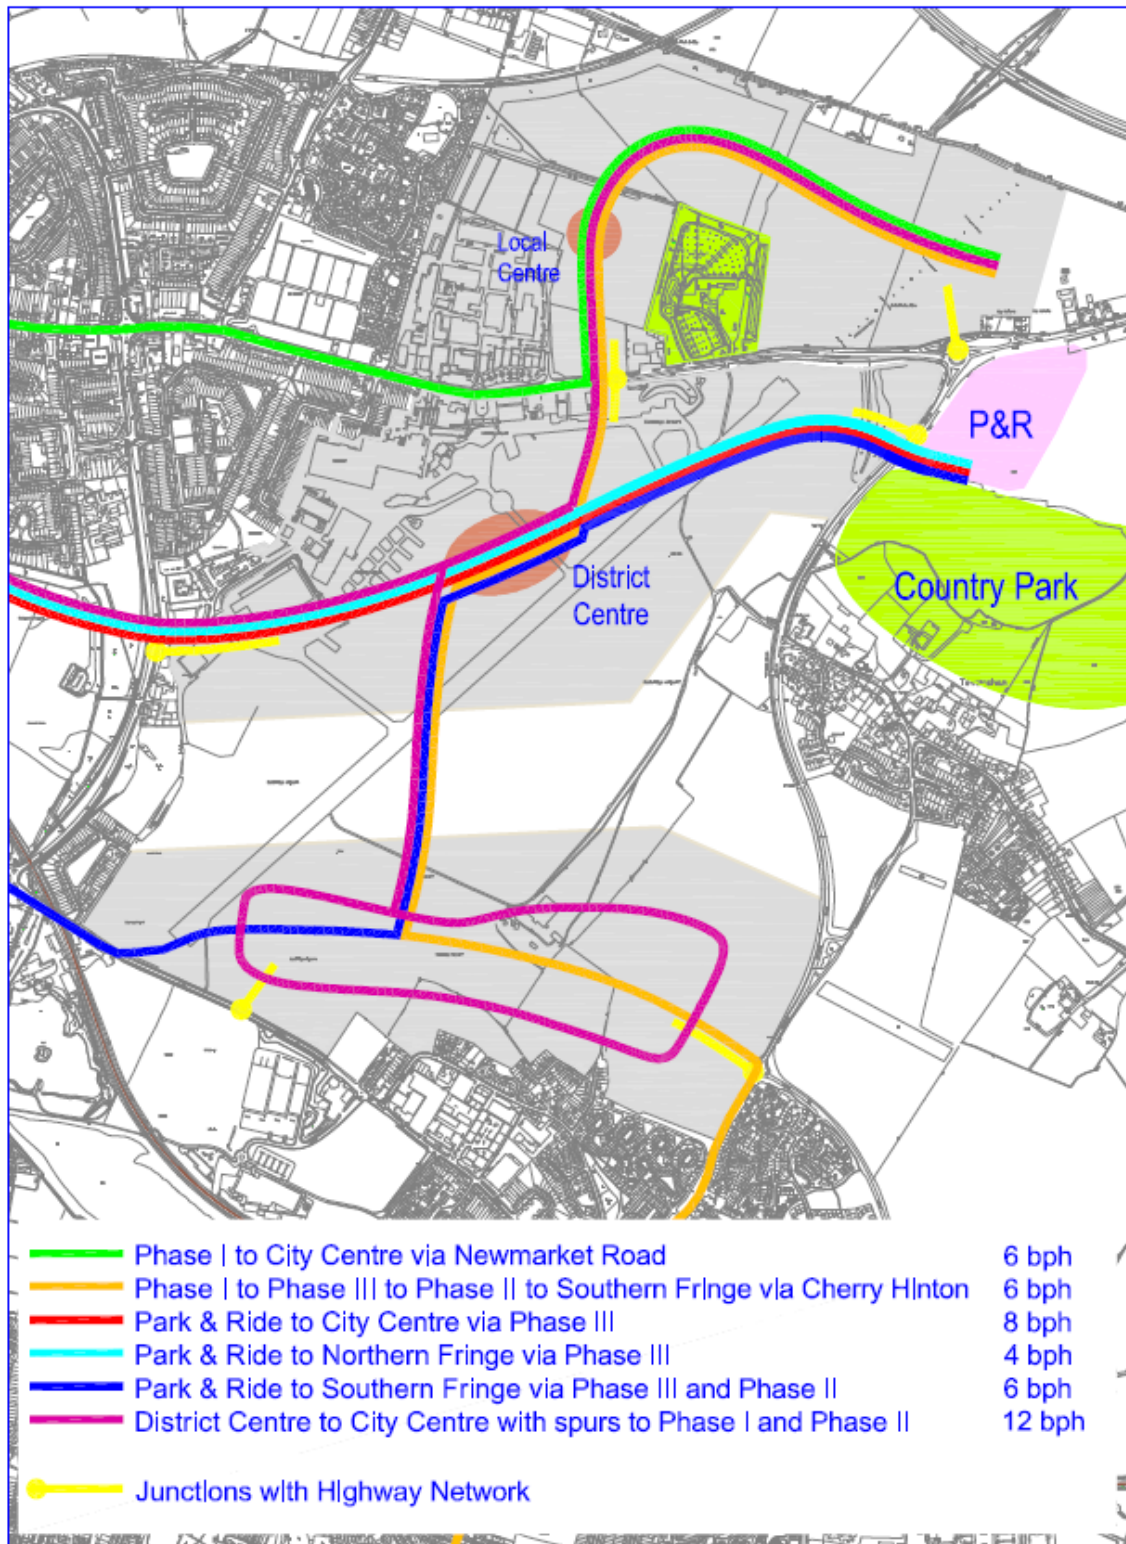 Local
Centre
P&R
District
Centre
Country Park
Phase I to City Centre via Newmarket Road 6 bph
Phase I to Phase III to Phase II to Southern Fringe via Cherry Hinton 6 bph
Park & Ride to City Centre via Phase III 8 bph
Park & Ride to Northern Fringe via Phase III 4 bph
Park & Ride to Southern Fringe via Phase III and Phase II 6 bph
District Centre to City Centre with spurs to Phase I and Phase II 12 bph
Junctions with Highway Network